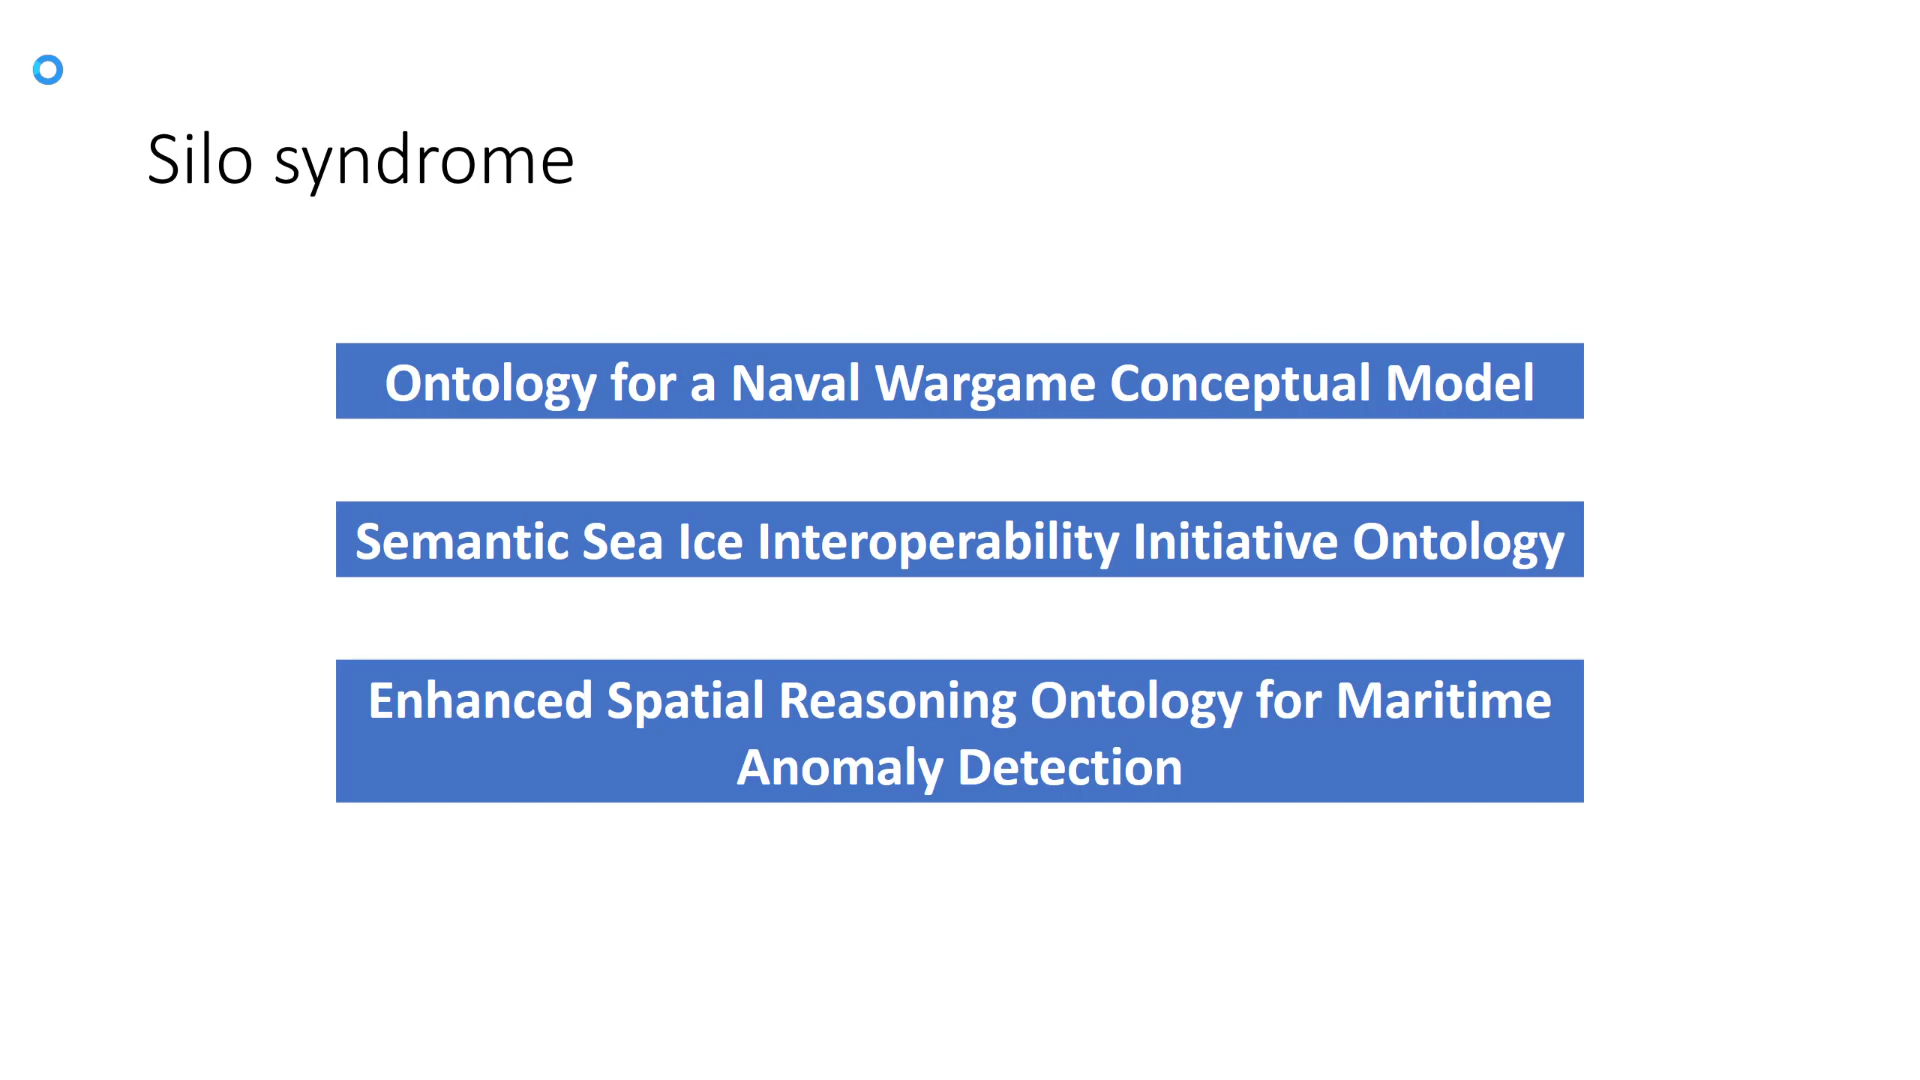 Silo syndrome
Ontology for a Naval Wargame Conceptual Model
Semantic Sea Ice Interoperability Initiative Ontology
Enhanced Spatial Reasoning Ontology for Maritime
Anomaly Detection